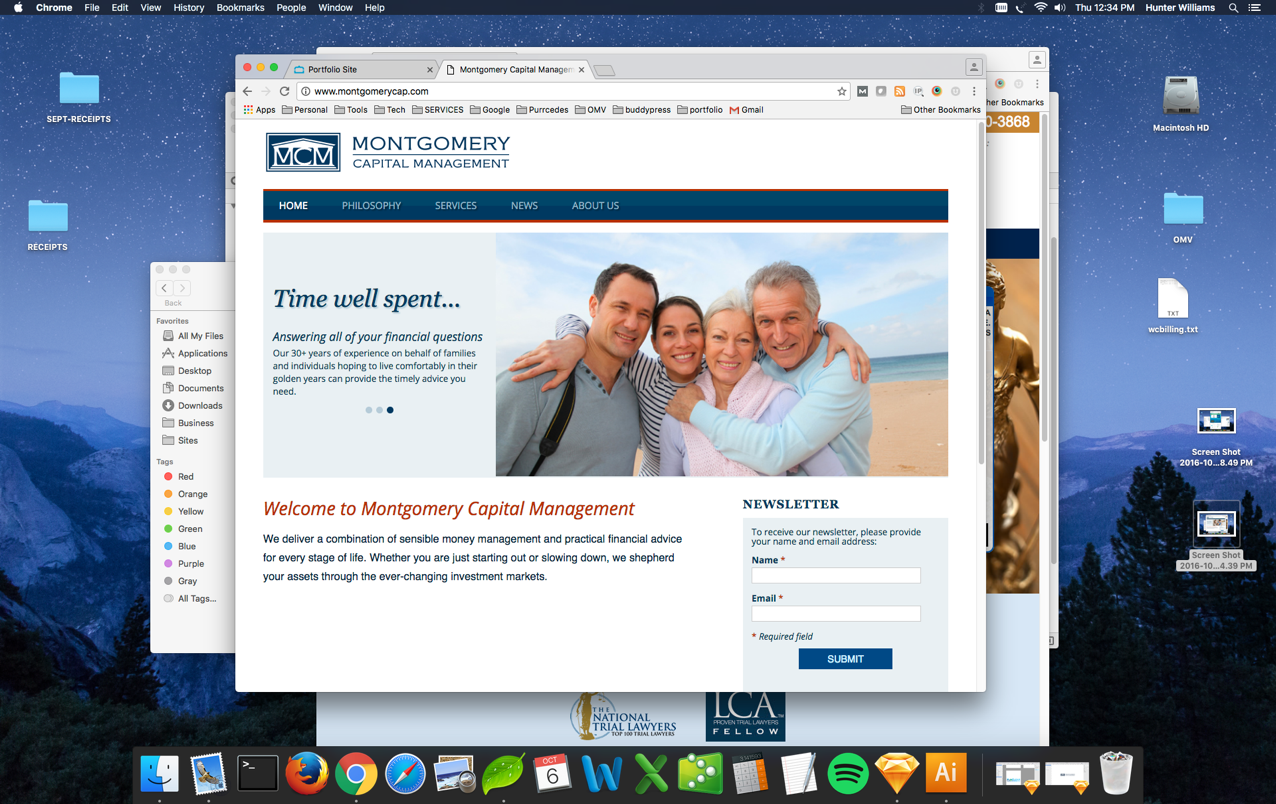 Chrome File Edit View History Bookmarks People Window Help
Thu 12:34 PM Hunter Williams
Portfolio Site
Montgomery Capital Managem
www.montgomerycap.com
Apps Personal Tools Tech SERVICES Google Purrcedes OMV buddypress portfolio Gmail Other Bookmarks
her Bookmarks
0-3868
SEPT-RECEIPTS
RECEIPTS
Macintosh HD
OMV
TXT
wcbilling.txt
Screen Shot
2016-10...8.49 PM
Screen Shot
2016-10...4.39 PM
Back
Favorites
All My Files
Applications
Desktop
Documents
Downloads
Business
Sites
Tags
Red
Orange
Yellow
Green
Blue
Purple
Gray
All Tags...
MCM
MONTGOMERY
CAPITAL MANAGEMENT
HOME PHILOSOPHY SERVICES NEWS ABOUT US
Time well spent...
Answering all of your financial questions
Our 30+ years of experience on behalf of families
and individuals hoping to live comfortably in their
golden years can provide the timely advice you
need.
Welcome to Montgomery Capital Management
We deliver a combination of sensible money management and practical financial advice
for every stage of life. Whether you are just starting out or slowing down, we shepherd
your assets through the ever-changing investment markets.
NEWSLETTER
To receive our newsletter, please provide
your name and email address:
Name *
Email *
* Required field
SUBMIT
THE
NATIONAL
TRIAL LAWYERS
TOP 100 TRIAL LAWYERS
LCA
PROVEN TRIAL LAWYERS
FELLOW
OCT
6
Ai